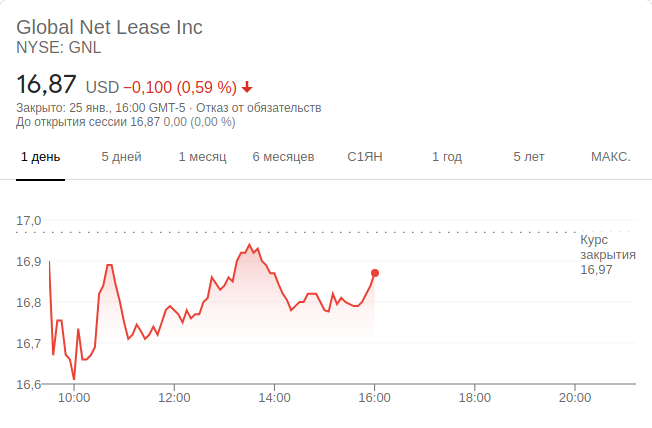 Global Net Lease Inc
NYSE: GNL
16,87 USD −0,100 (0,59 %)
Закрыто: 25 янв., 16:00 GMT-5 · Отказ от обязательств
До открытия сессии 16,87 0,00 (0,00 %)
1 день 5 дней 1 месяц 6 месяцев С1ЯН 1 год 5 лет МАКС.
17,0
Курс
закрытия
16,97
16,9
16,8
16,7
16,6
10:00 12:00 14:00 16:00 18:00 20:00